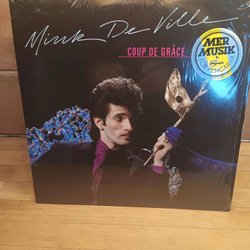 Mink De Ville
COUP DE GRÂCE
MER
MUSIK